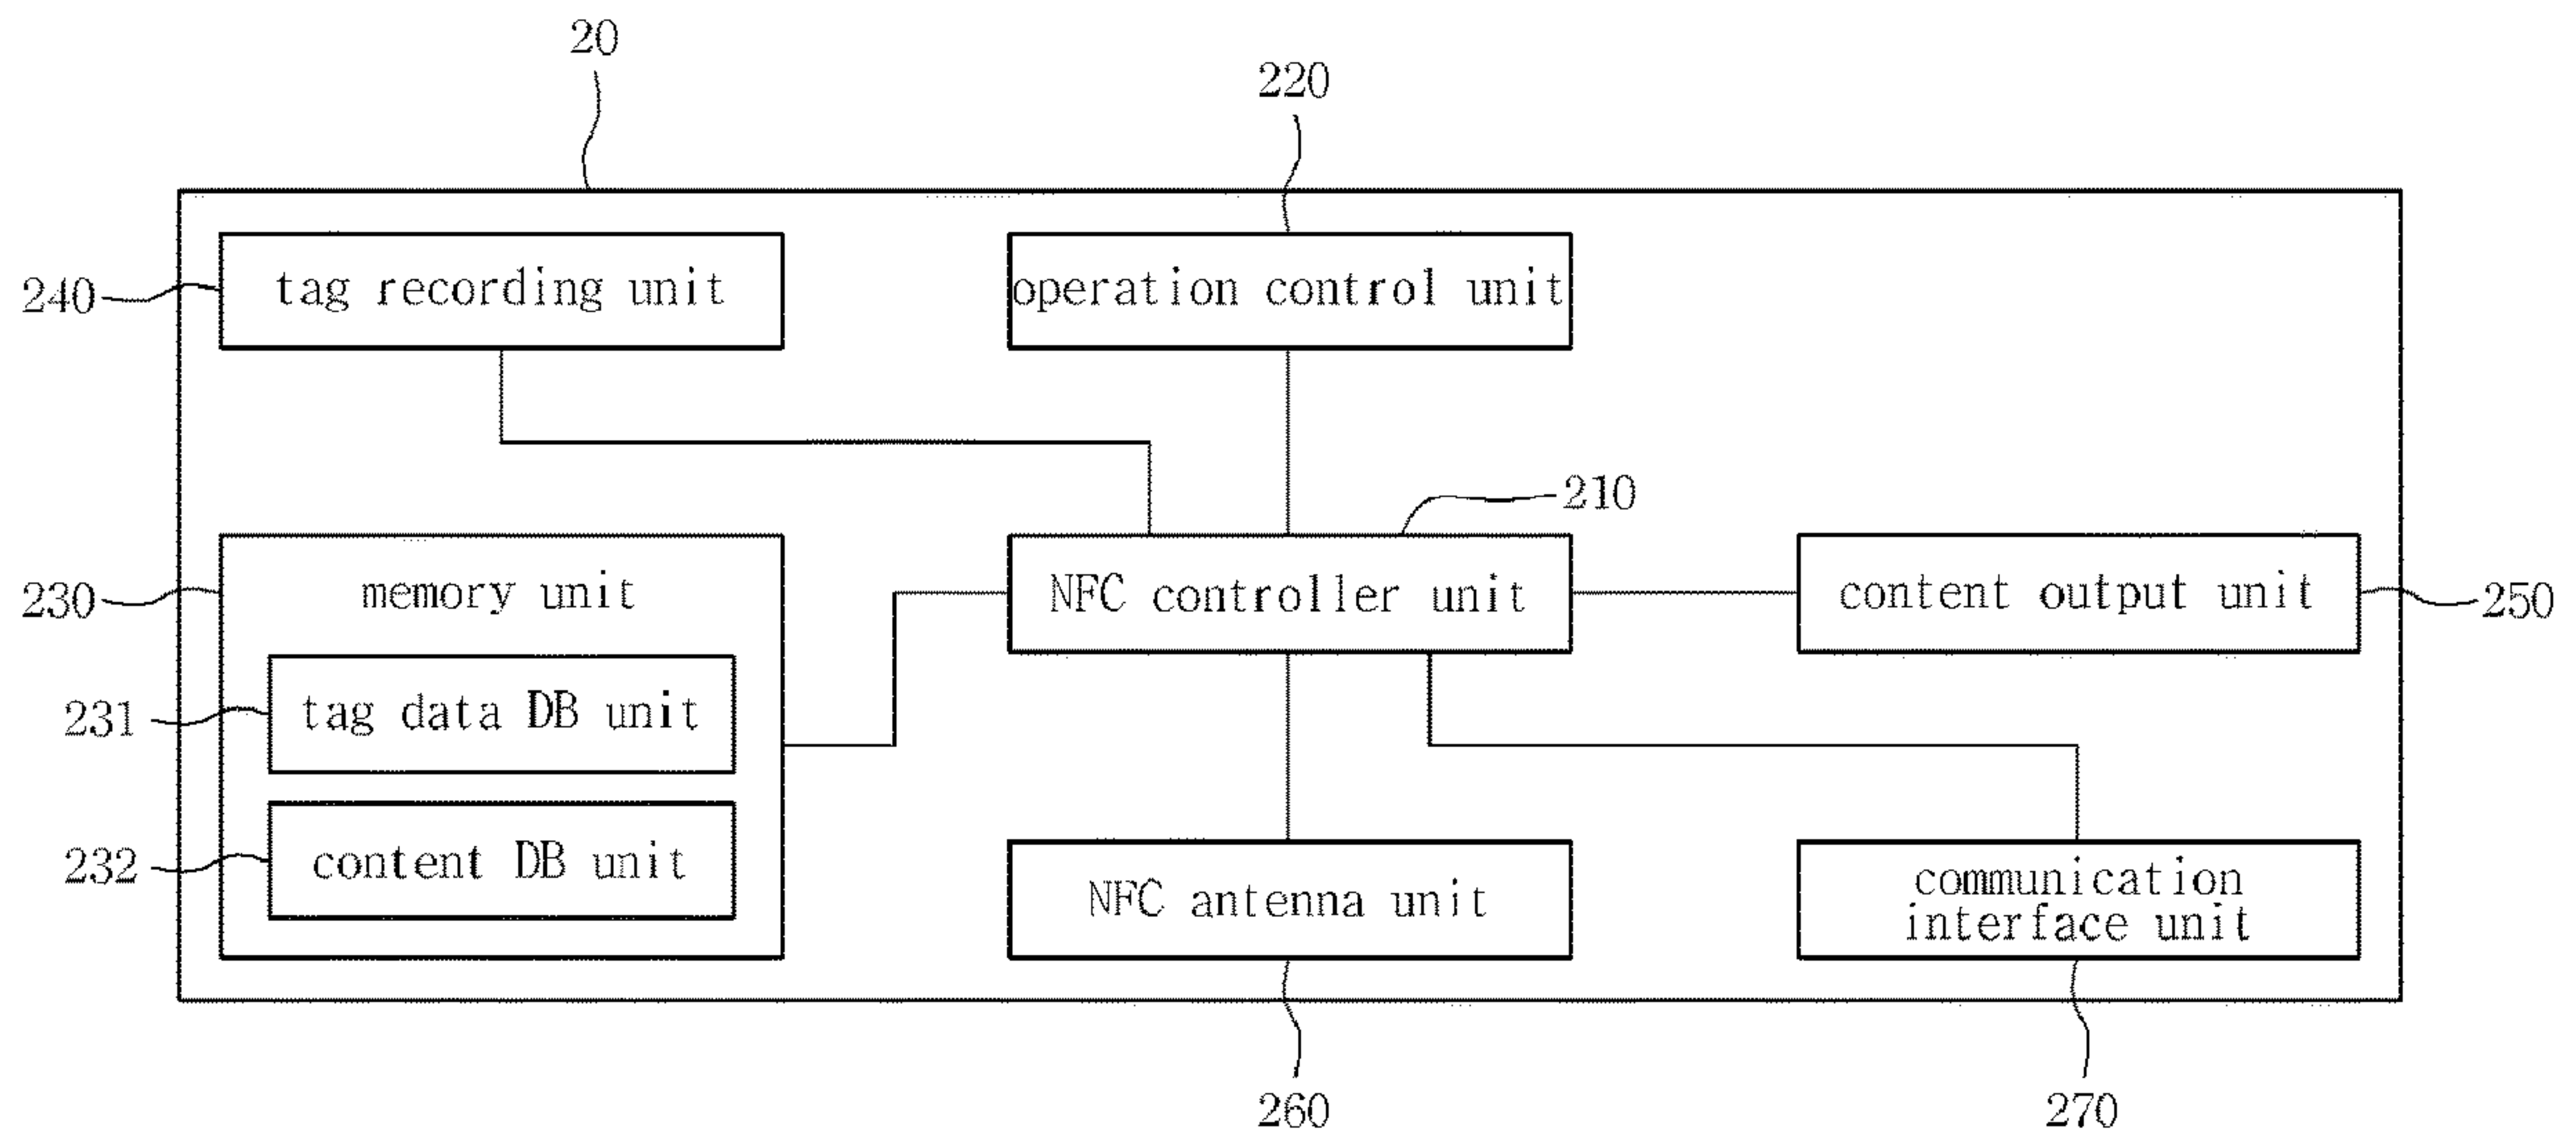 20
220
240
tag recording unit
operation control unit
210
230
memory unit
NFC controller unit
content output unit
250
231
tag data DB unit
232
content DB unit
NFC antenna unit
communication
interface unit
260
270